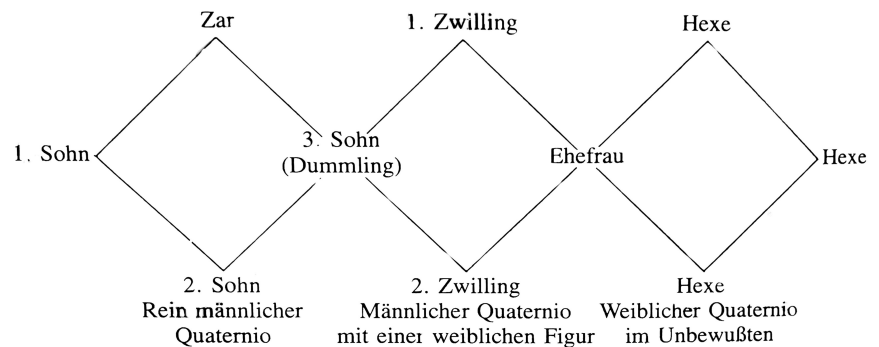 Zar
1. Zwilling
Hexe
1. Sohn
3. Sohn
(Dummling)
Ehefrau
Hexe
2. Sohn
Rein männlicher
Quaternio
2. Zwilling
Männlicher Quaternio
mit einer weiblichen Figur
Hexe
Weiblicher Quaternio
im Unbewußten